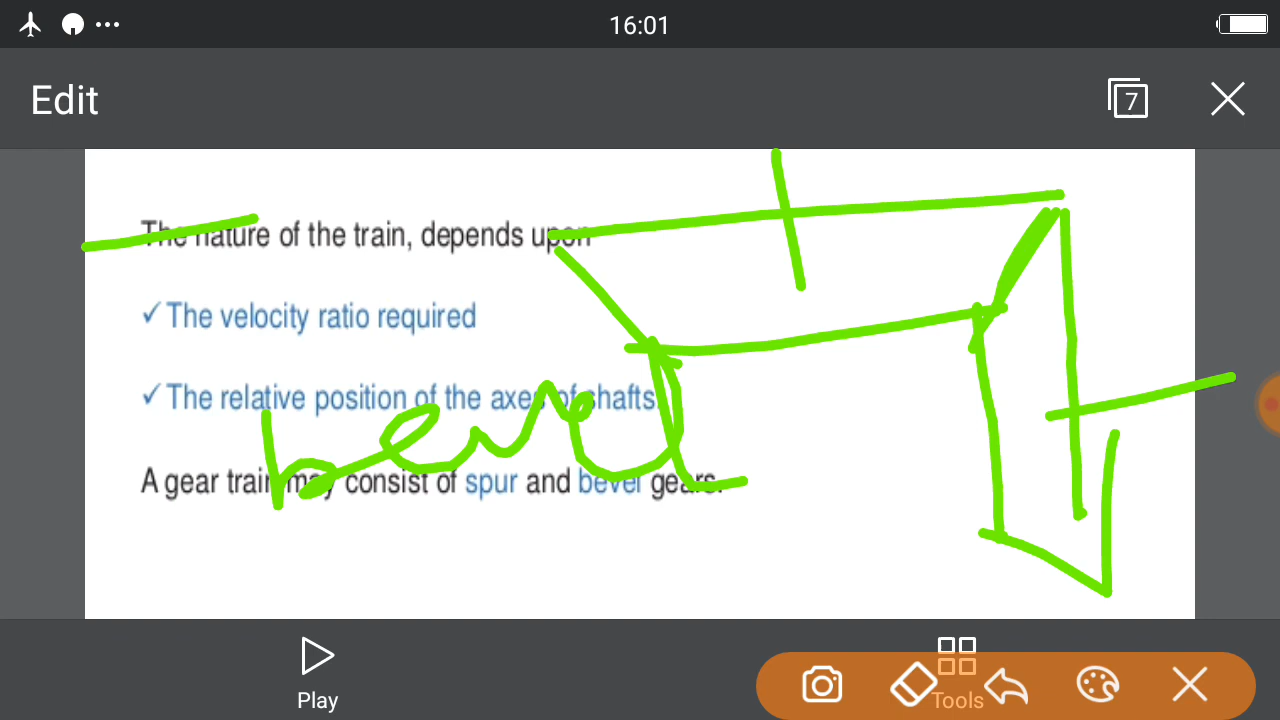 16:01
Edit
7
The nature of the train, depends upon
✓ The velocity ratio required
✓ The relative position of the axes of shafts.
A gear train may consist of spur and bevel gears.
bevel
Play
Tools